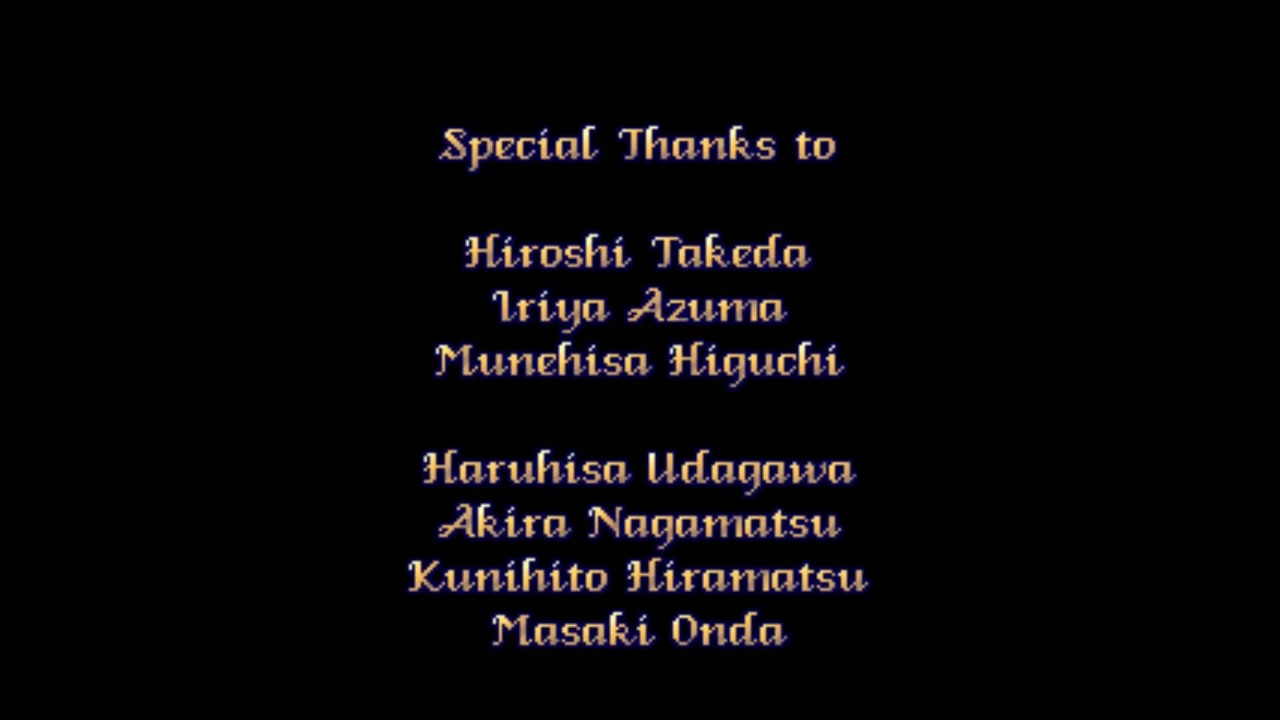 Special Thanks to
Hiroshi Takeda
Iriya Azuma
Munehisa Higuchi
Haruhisa Udagawa
Akira Nagamatsu
Kunihito Hiramatsu
Masaki Onda